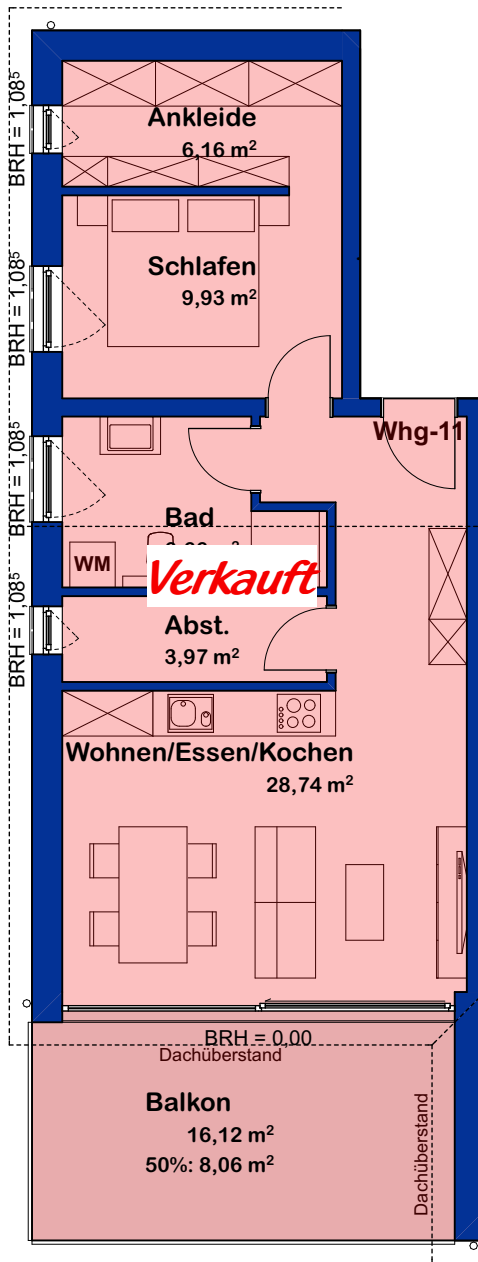 BRH = 1,08⁵
Ankleide
6,16 m²
BRH = 1,08⁵
Schlafen
9,93 m²
Whg-11
BRH = 1,08⁵
Bad
WM
Verkauft
BRH = 1,08⁵
Abst.
3,97 m²
Wohnen/Essen/Kochen
28,74 m²
BRH = 0,00
Dachüberstand
Balkon
16,12 m²
50%: 8,06 m²
Dachüberstand